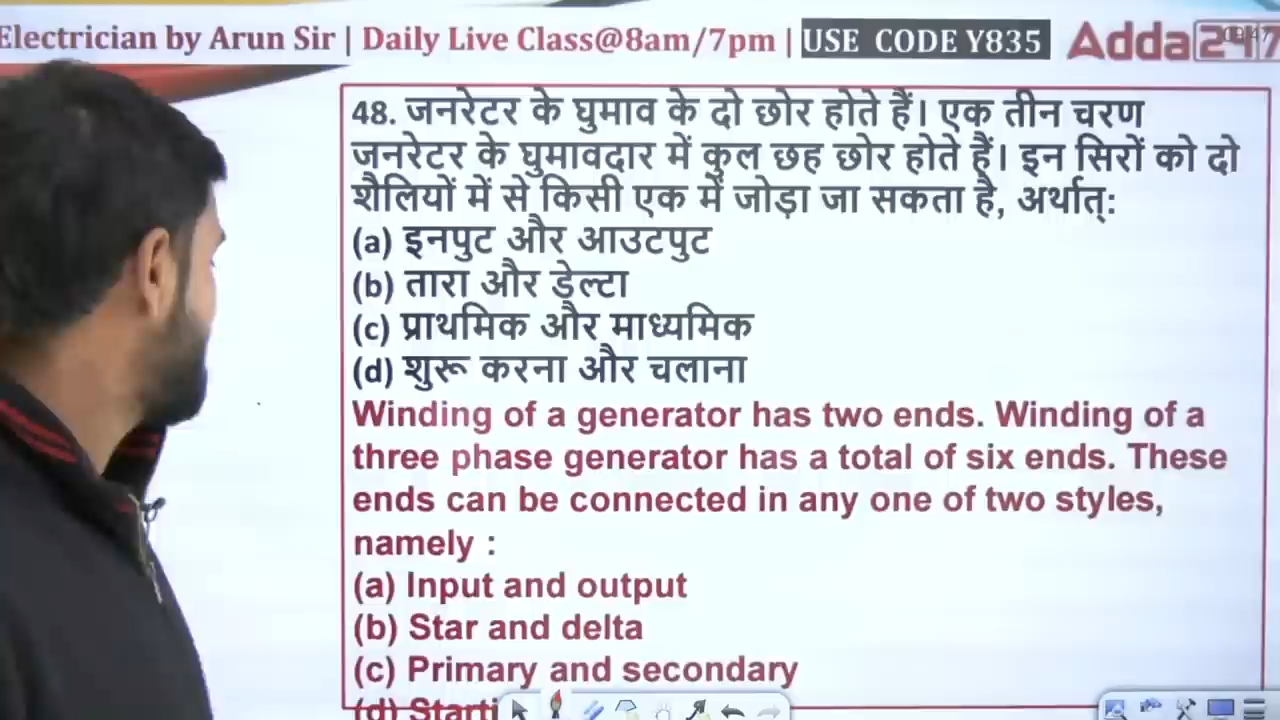 Electrician by Arun Sir | Daily Live Class@8am/7pm | USE CODE Y835 Adda247
48. जनरेटर के घुमाव के दो छोर होते हैं। एक तीन चरण
जनरेटर के घुमावदार में कुल छह छोर होते हैं। इन सिरों को दो
शैलियों में से किसी एक में जोड़ा जा सकता है, अर्थात्:
(a) इनपुट और आउटपुट
(b) तारा और डेल्टा
(c) प्राथमिक और माध्यमिक
(d) शुरू करना और चलाना
Winding of a generator has two ends. Winding of a
three phase generator has a total of six ends. These
ends can be connected in any one of two styles,
namely :
(a) Input and output
(b) Star and delta
(c) Primary and secondary
(d) Starti